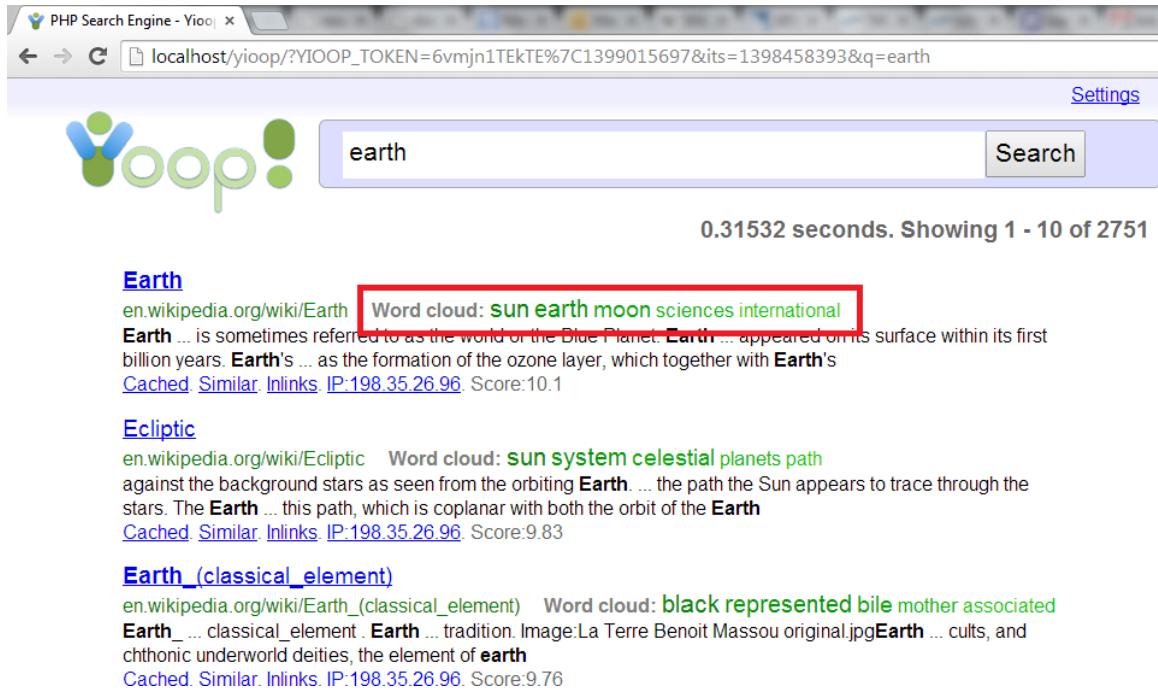 PHP Search Engine - Yioo
localhost/yioop/?YIOOP_TOKEN=6vmjn1TEkTE%7C1399015697&its=1398458393&q=earth
Settings
Yioop!
earth
Search
0.31532 seconds. Showing 1 - 10 of 2751
Earth
en.wikipedia.org/wiki/Earth Word cloud: sun earth moon sciences international
Earth ... is sometimes referred to as the world or the Blue Planet. Earth ... appeared on its surface within its first
billion years. Earth's ... as the formation of the ozone layer, which together with Earth's
Cached. Similar. Inlinks. IP:198.35.26.96. Score:10.1
Ecliptic
en.wikipedia.org/wiki/Ecliptic Word cloud: sun system celestial planets path
against the background stars as seen from the orbiting Earth. ... the path the Sun appears to trace through the
stars. The Earth ... this path, which is coplanar with both the orbit of the Earth
Cached. Similar. Inlinks. IP:198.35.26.96. Score:9.83
Earth_(classical_element)
en.wikipedia.org/wiki/Earth_(classical_element) Word cloud: black represented bile mother associated
Earth_ ... classical_element . Earth ... tradition. Image:La Terre Benoit Massou original.jpgEarth ... cults, and
chthonic underworld deities, the element of earth
Cached. Similar. Inlinks. IP:198.35.26.96. Score:9.76